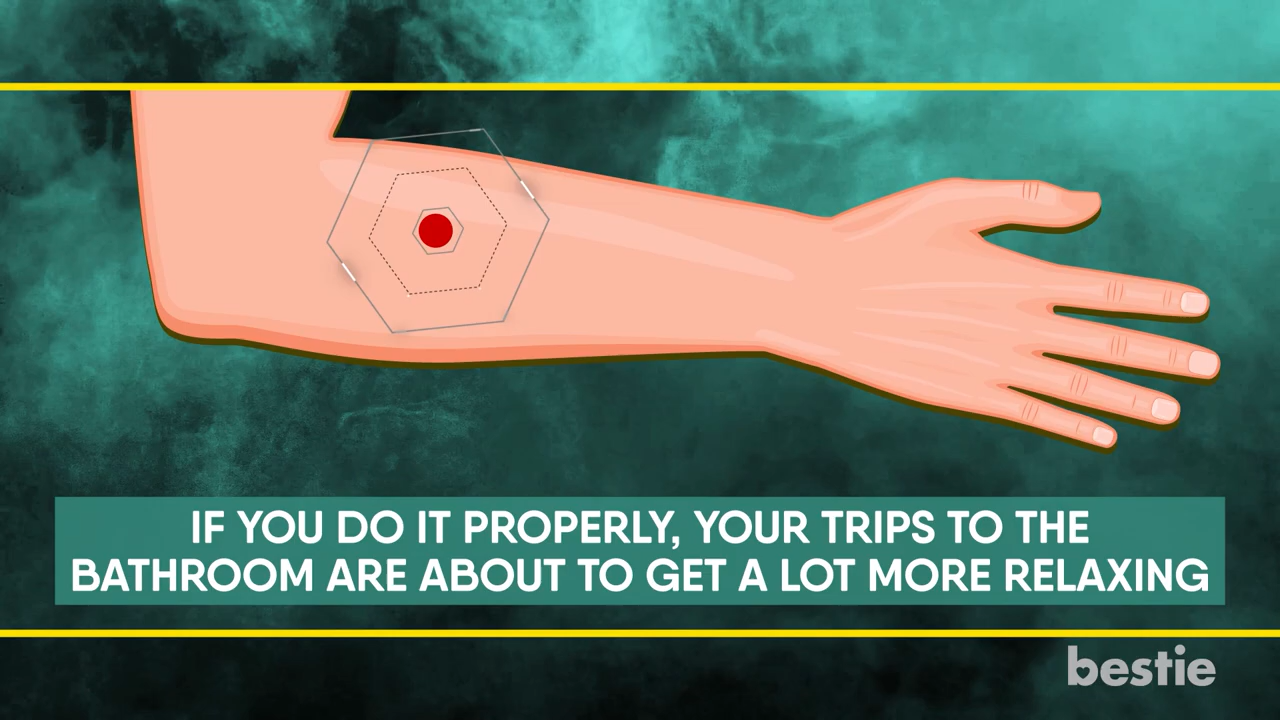 IF YOU DO IT PROPERLY, YOUR TRIPS TO THE
BATHROOM ARE ABOUT TO GET A LOT MORE RELAXING
bestie